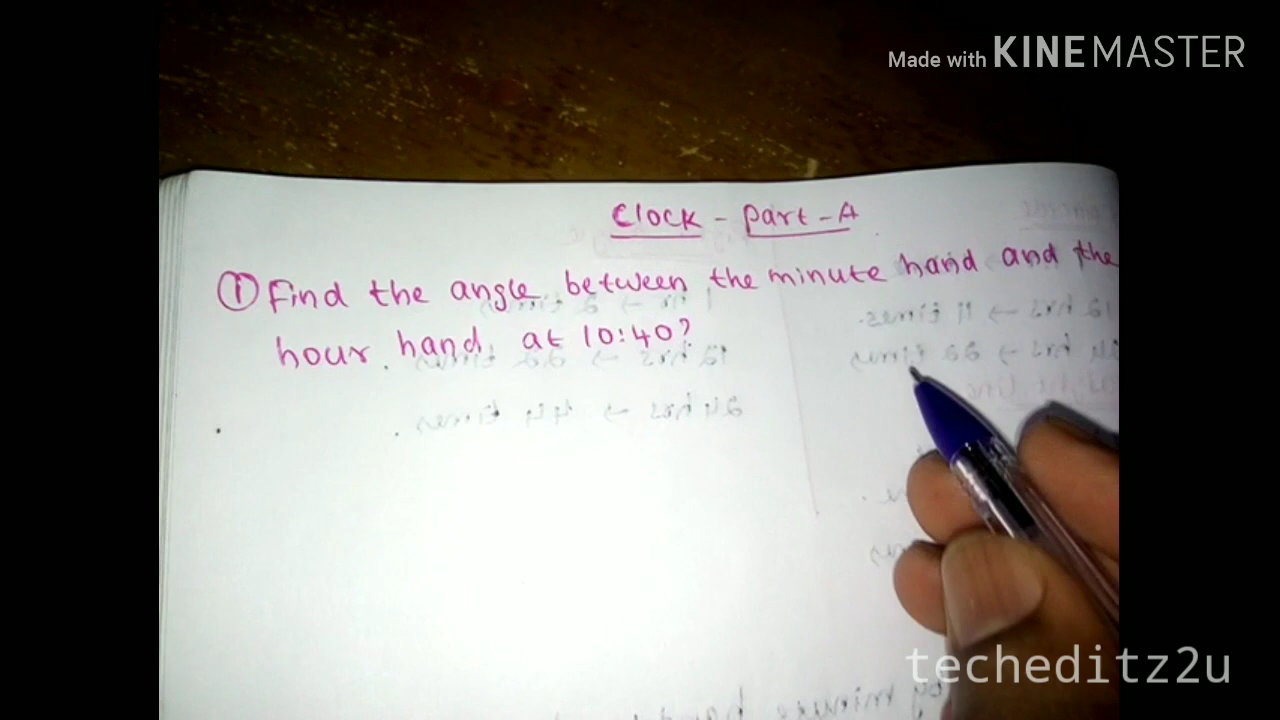 Made with KINEMASTER
Clock - Part-A
① Find the angle between the minute hand and the
hour hand at 10:40?
techeditz2u